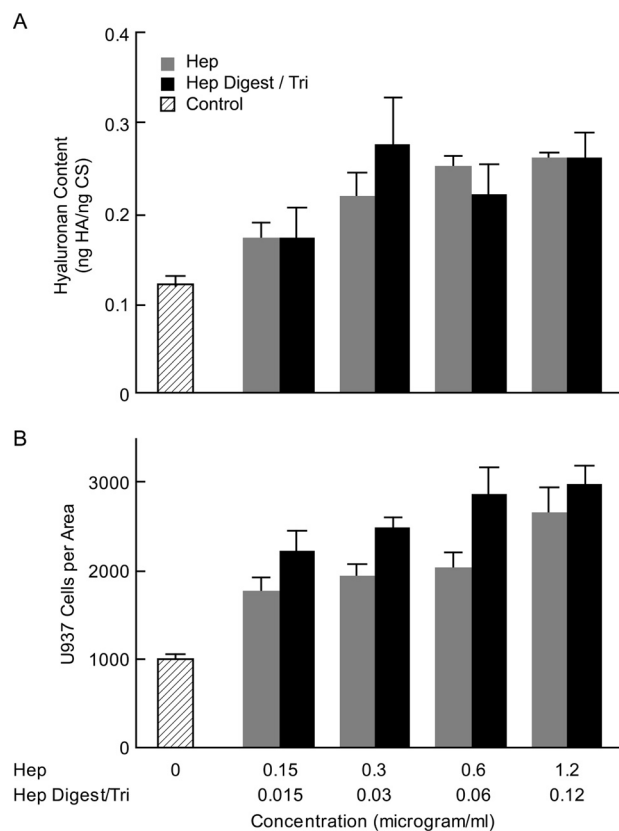 A
0.4
Hep
Hep Digest / Tri
Control
0.3
0.2
0.1
0
Hyaluronan Content
(ng HA/ng CS)
B
3000
2000
1000
0
U937 Cells per Area
Hep 0 0.15 0.3 0.6 1.2
Hep Digest/Tri 0.015 0.03 0.06 0.12
Concentration (microgram/ml)